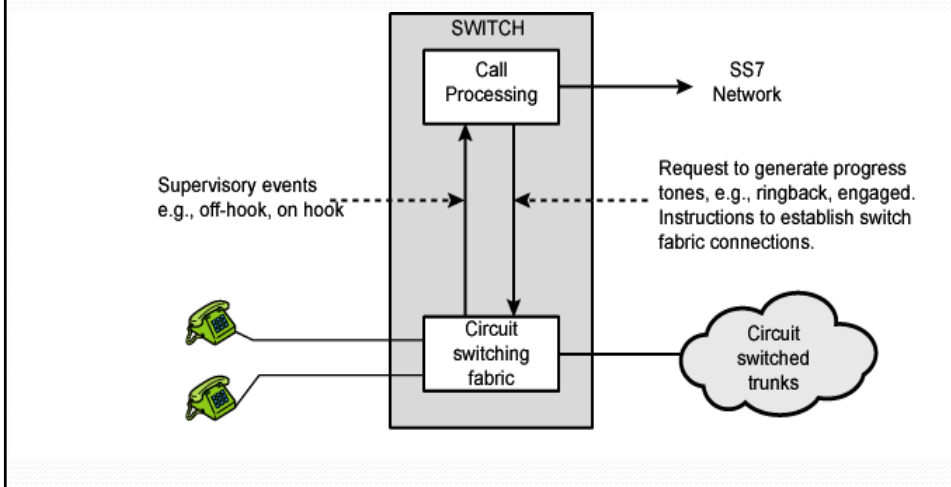 SWITCH
Call
Processing
SS7
Network
Supervisory events
e.g., off-hook, on hook
Request to generate progress
tones, e.g., ringback, engaged.
Instructions to establish switch
fabric connections.
Circuit
switching
fabric
Circuit
switched
trunks